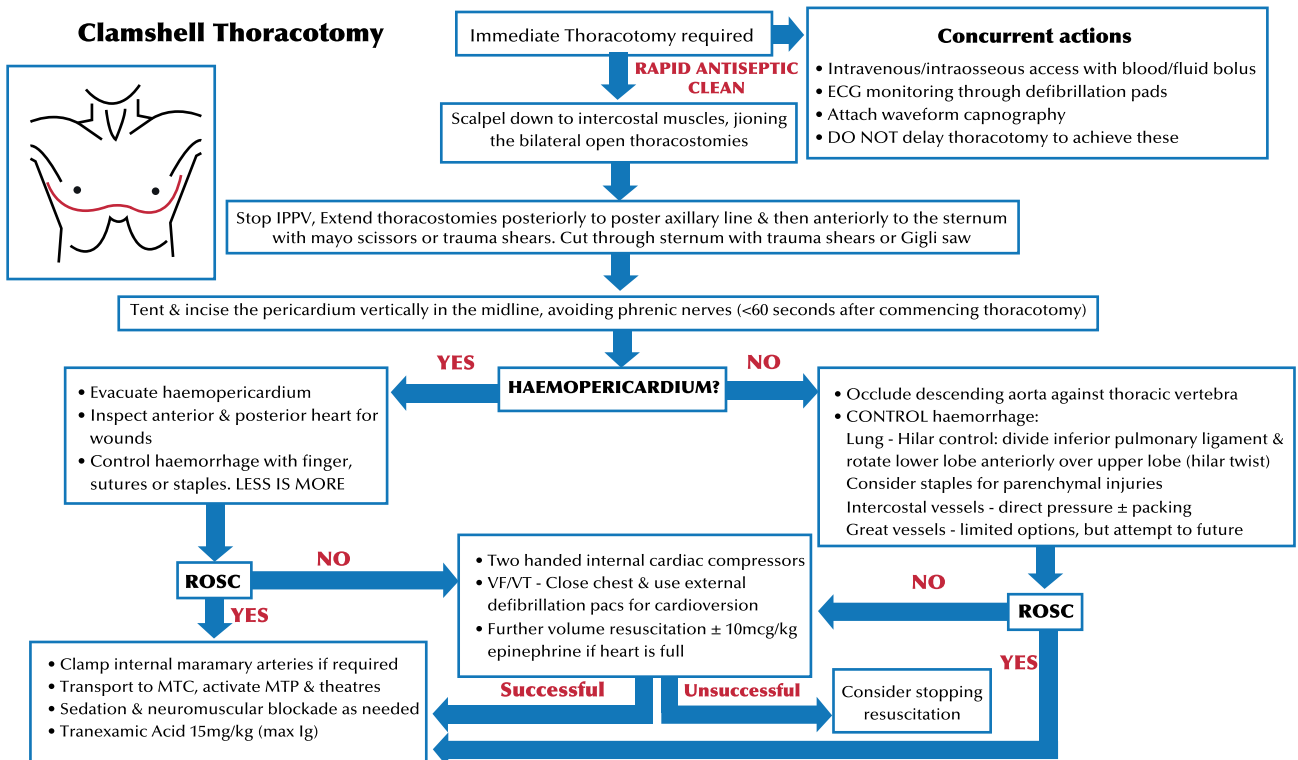 Clamshell Thoracotomy
Immediate Thoracotomy required
RAPID ANTISEPTIC
CLEAN
Concurrent actions
• Intravenous/intraosseous access with blood/fluid bolus
• ECG monitoring through defibrillation pads
• Attach waveform capnography
• DO NOT delay thoracotomy to achieve these
Scalpel down to intercostal muscles, jioning
the bilateral open thoracostomies
Stop IPPV, Extend thoracostomies posteriorly to poster axillary line & then anteriorly to the sternum
with mayo scissors or trauma shears. Cut through sternum with trauma shears or Gigli saw
Tent & incise the pericardium vertically in the midline, avoiding phrenic nerves (<60 seconds after commencing thoracotomy)
HAEMOPERICARDIUM?
YES
NO
• Evacuate haemopericardium
• Inspect anterior & posterior heart for
wounds
• Control haemorrhage with finger,
sutures or staples. LESS IS MORE
• Occlude descending aorta against thoracic vertebra
• CONTROL haemorrhage:
Lung - Hilar control: divide inferior pulmonary ligament &
rotate lower lobe anteriorly over upper lobe (hilar twist)
Consider staples for parenchymal injuries
Intercostal vessels - direct pressure ± packing
Great vessels - limited options, but attempt to future
ROSC
NO
YES
• Two handed internal cardiac compressors
• VF/VT - Close chest & use external
defibrillation pacs for cardioversion
• Further volume resuscitation ± 10mcg/kg
epinephrine if heart is full
NO
ROSC
YES
• Clamp internal maramary arteries if required
• Transport to MTC, activate MTP & theatres
• Sedation & neuromuscular blockade as needed
• Tranexamic Acid 15mg/kg (max Ig)
Successful
Unsuccessful
Consider stopping
resuscitation